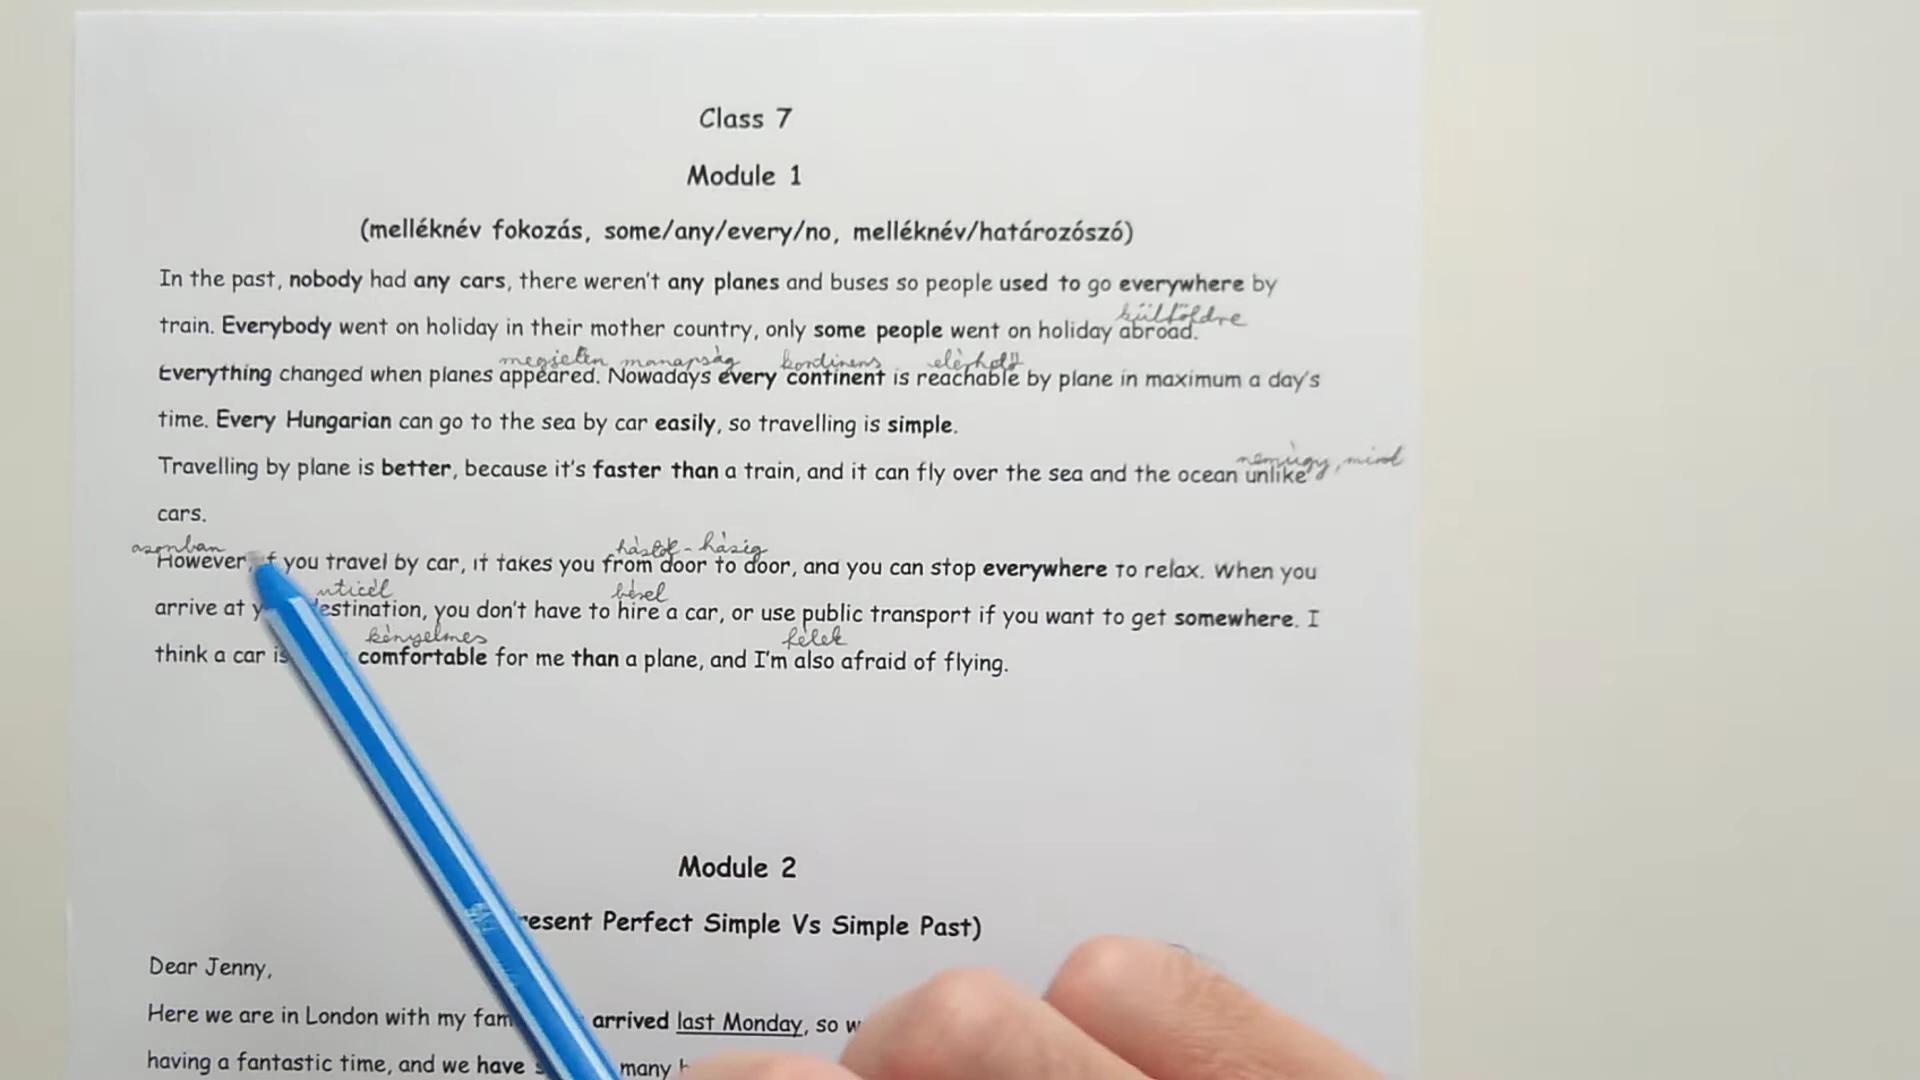 Class 7
Module 1
(melléknév fokozás, some/any/every/no, melléknév/határozószó)
In the past, nobody had any cars, there weren't any planes and buses so people used to go everywhere by
külföldre
train. Everybody went on holiday in their mother country, only some people went on holiday abroad.
manapság kontinens
Everything changed when planes appeared. Nowadays every continent is reachable by plane in maximum a day's
time. Every Hungarian can go to the sea by car easily, so travelling is simple.
nemúgy, mind
Travelling by plane is better, because it's faster than a train, and it can fly over the sea and the ocean unlike
cars.
azonban háztól-házig
However, if you travel by car, it takes you from door to door, and you can stop everywhere to relax. When you
uticél bérel
arrive at destination, you don't have to hire a car, or use public transport if you want to get somewhere. I
kényelmes félek
think a car is comfortable for me than a plane, and I'm also afraid of flying.
Module 2
resent Perfect Simple Vs Simple Past)
Dear Jenny,
Here we are in London with my fam arrived last Monday, so w
having a fantastic time, and we have many